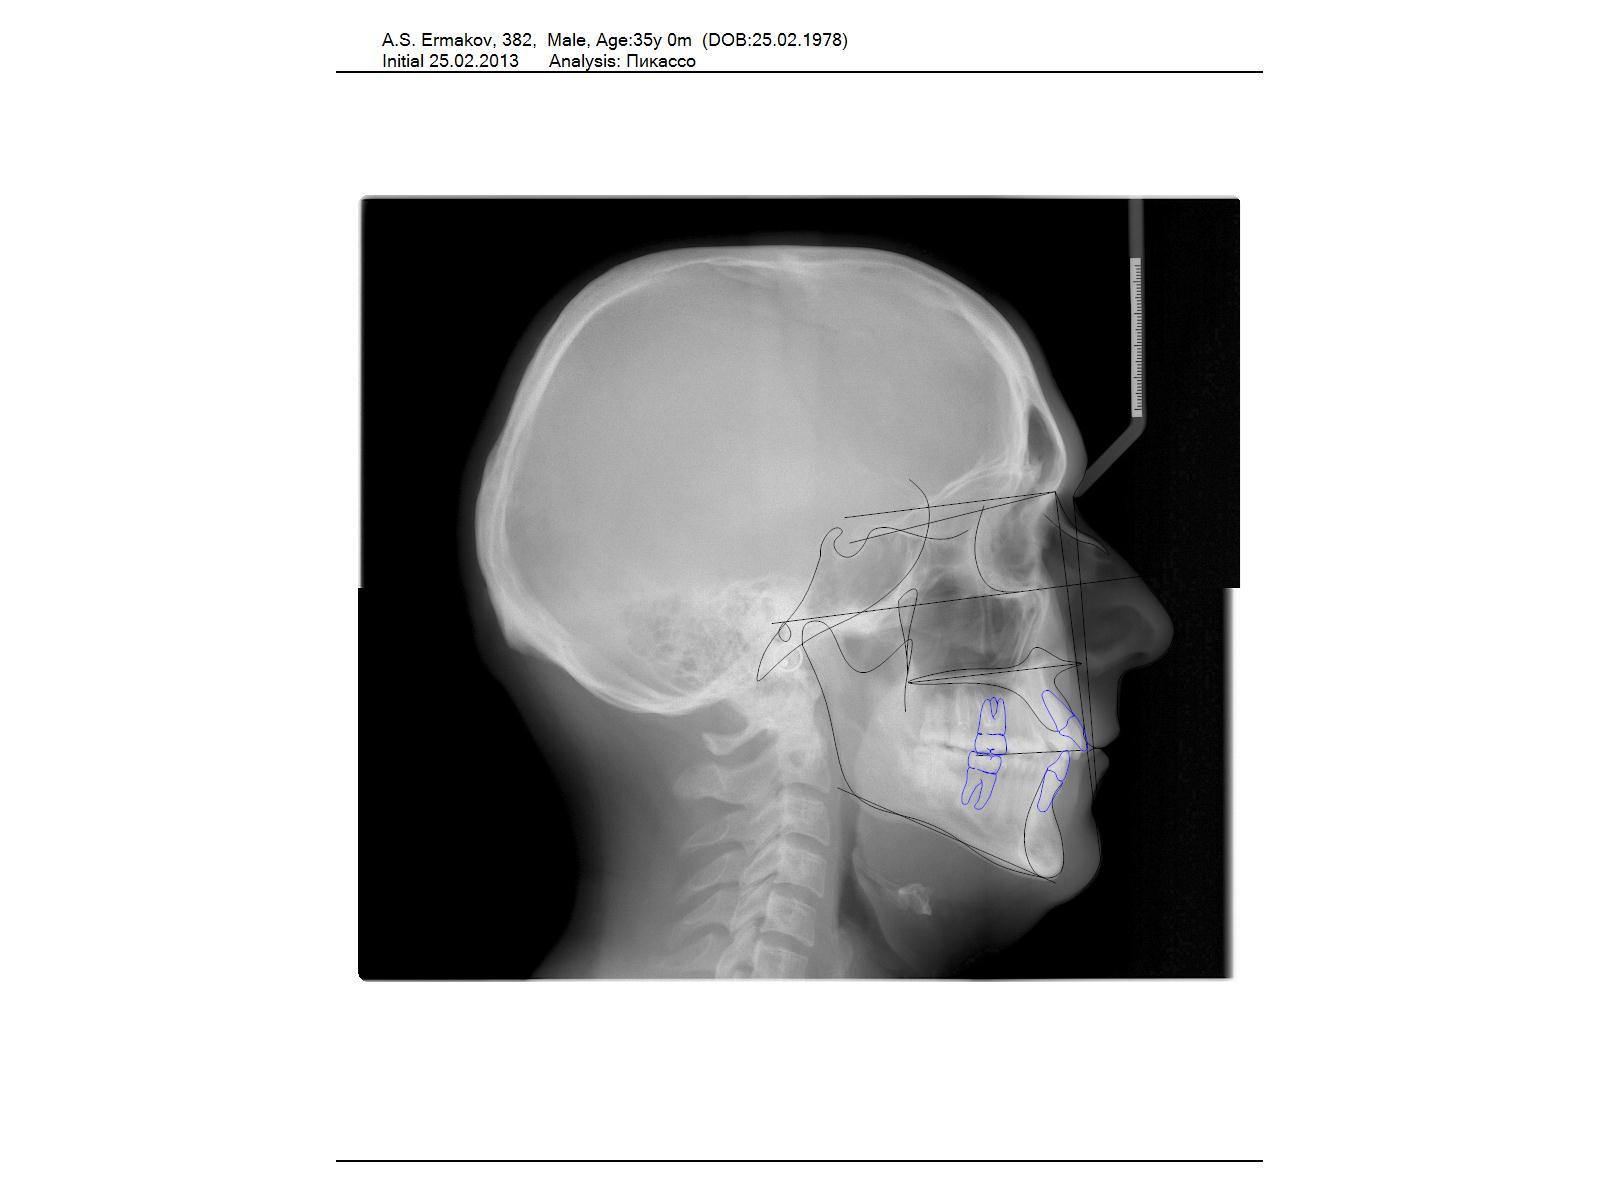 A.S. Ermakov, 382, Male, Age:35y 0m (DOB:25.02.1978)
Initial 25.02.2013 Analysis: Пикассо